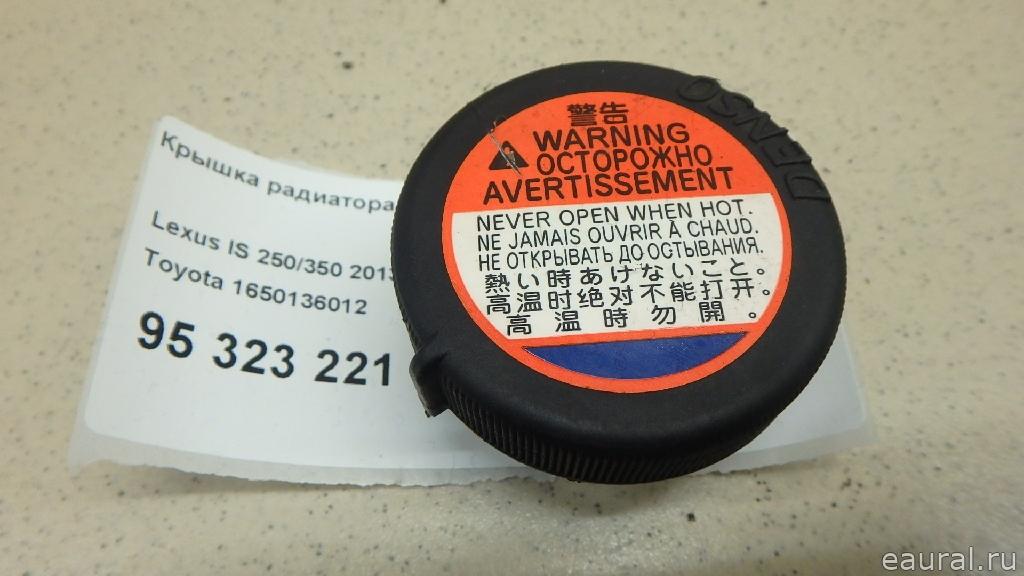 Крышка радиатора
Lexus IS 250/350 2013
Toyota 1650136012
95 323 221
DENSO
警告
WARNING
ОСТОРОЖНО
AVERTISSEMENT
NEVER OPEN WHEN HOT.
NE JAMAIS OUVRIR À CHAUD.
НЕ ОТКРЫВАТЬ ДО ОСТЫВАНИЯ.
熱い時あけないこと。
高温时绝对不能打开。
高温時勿開。
eaural.ru